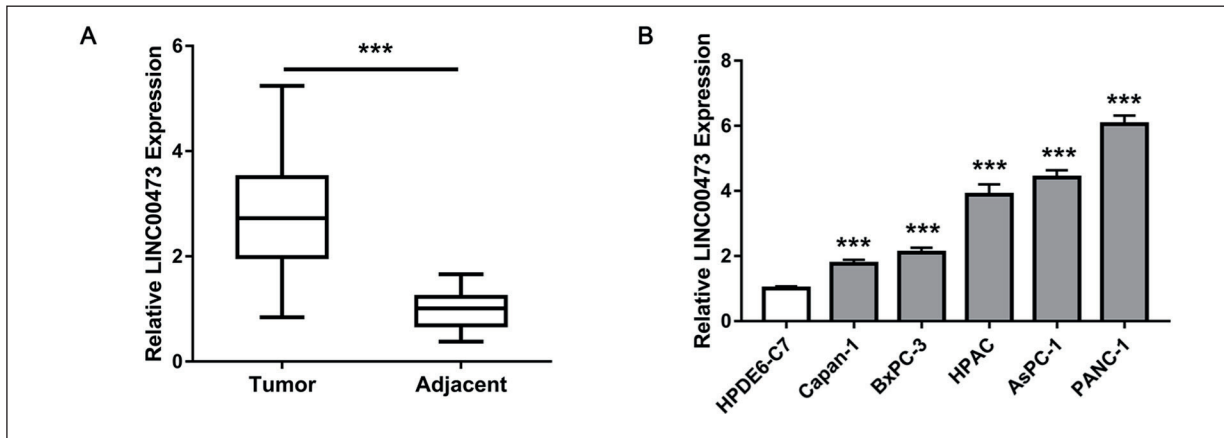 A
Relative LINC00473 Expression
6
4
2
0
***
Tumor
Adjacent
B
Relative LINC00473 Expression
8
6
4
2
0
***
***
***
***
***
HPDE6-C7
Capan-1
BxPC-3
HPAC
AsPC-1
PANC-1